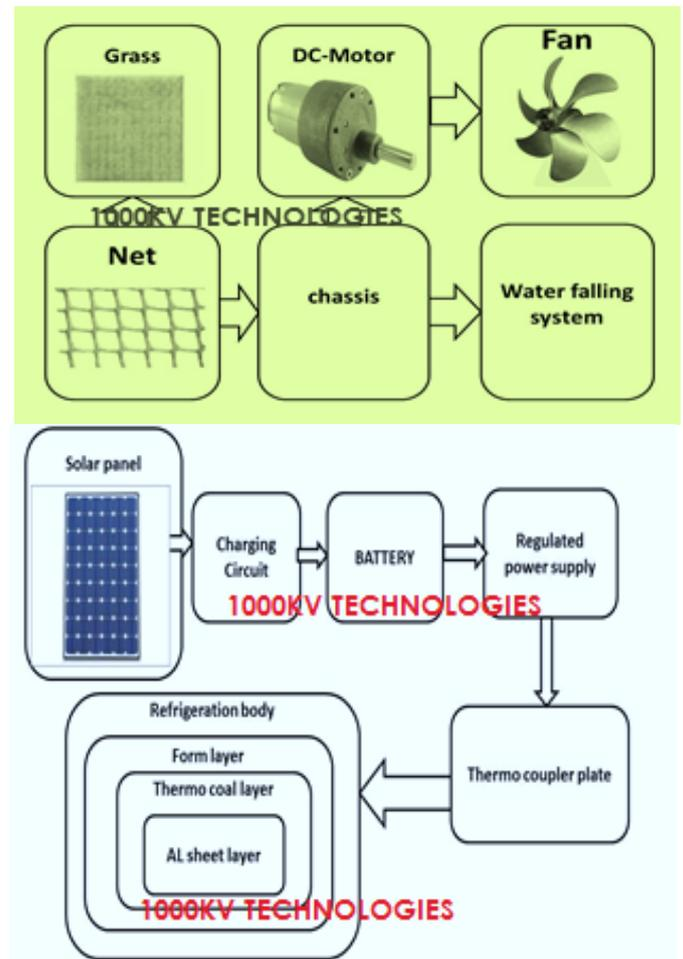 Grass
DC-Motor
Fan
1000KV TECHNOLOGIES
Net
chassis
Water falling
system
Solar panel
Charging
Circuit
BATTERY
Regulated
power supply
1000KV TECHNOLOGIES
Refrigeration body
Form layer
Thermo coal layer
AL sheet layer
Thermo coupler plate
1000KV TECHNOLOGIES